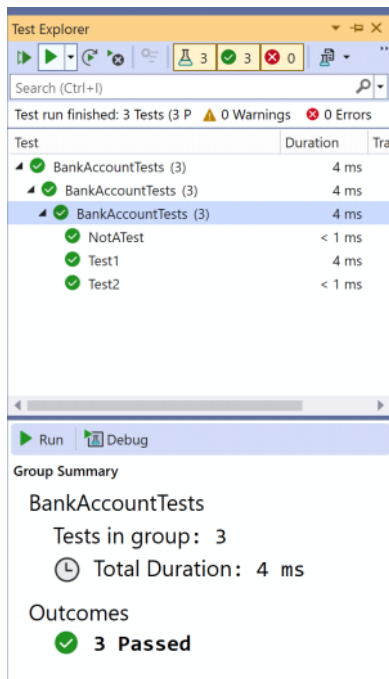 Test Explorer
3 3 0
Search (Ctrl+I)
Test run finished: 3 Tests (3 P 0 Warnings 0 Errors
Test Duration Tra
BankAccountTests (3) 4 ms
BankAccountTests (3) 4 ms
BankAccountTests (3) 4 ms
NotATest < 1 ms
Test1 4 ms
Test2 < 1 ms
Run Debug
Group Summary
BankAccountTests
Tests in group: 3
Total Duration: 4 ms
Outcomes
3 Passed